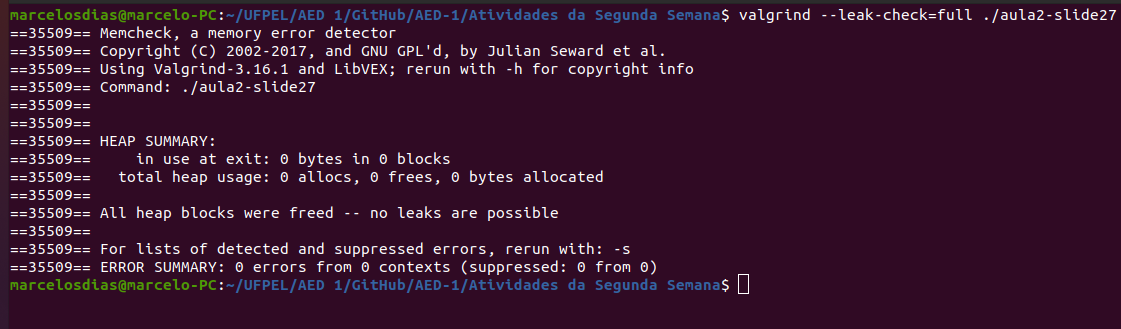 marcelosdias@marcelo-PC:~/UFPEL/AED 1/GitHub/AED-1/Atividades da Segunda Semana$ valgrind --leak-check=full ./aula2-slide27
==35509== Memcheck, a memory error detector
==35509== Copyright (C) 2002-2017, and GNU GPL'd, by Julian Seward et al.
==35509== Using Valgrind-3.16.1 and LibVEX; rerun with -h for copyright info
==35509== Command: ./aula2-slide27
==35509==
==35509==
==35509== HEAP SUMMARY:
==35509==     in use at exit: 0 bytes in 0 blocks
==35509==   total heap usage: 0 allocs, 0 frees, 0 bytes allocated
==35509==
==35509== All heap blocks were freed -- no leaks are possible
==35509==
==35509== For lists of detected and suppressed errors, rerun with: -s
==35509== ERROR SUMMARY: 0 errors from 0 contexts (suppressed: 0 from 0)
marcelosdias@marcelo-PC:~/UFPEL/AED 1/GitHub/AED-1/Atividades da Segunda Semana$